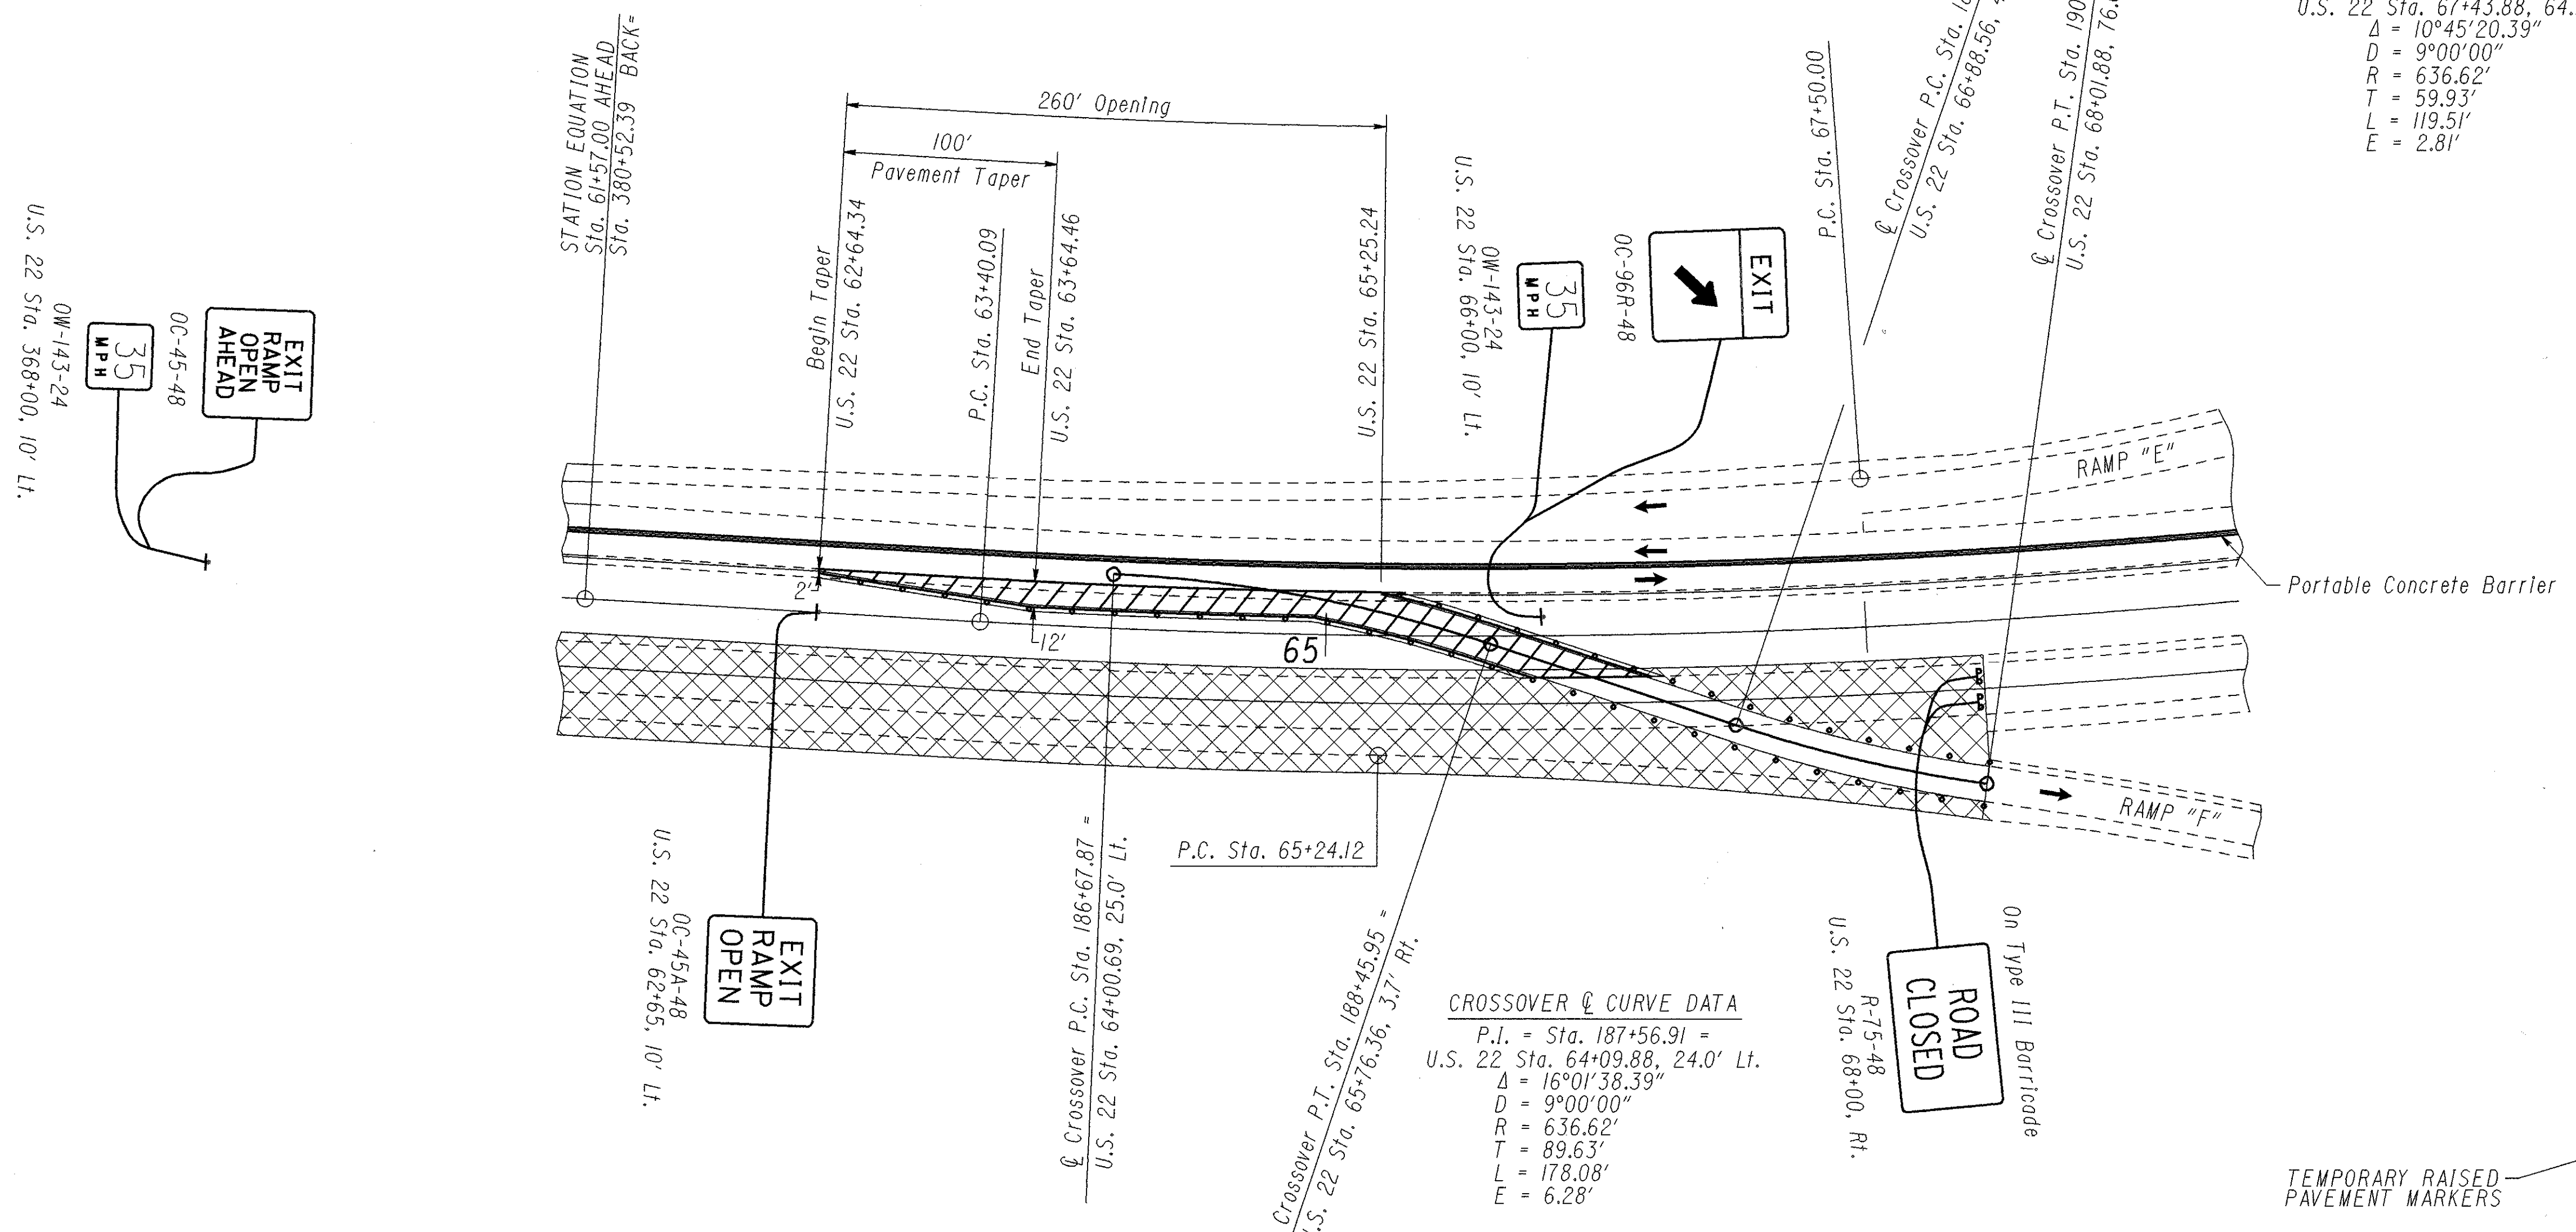 STATION EQUATION
Sta. 61+57.00 AHEAD
Sta. 380+52.39 BACK=
260' Opening
100'
Pavement Taper
Begin Taper
U.S. 22 Sta. 62+64.34
P.C. Sta. 63+40.09
End Taper
U.S. 22 Sta. 63+64.46
U.S. 22 Sta. 65+25.24
OW-143-24
U.S. 22 Sta. 66+00, 10' Lt.
35
MPH
OC-96R-48
EXIT
P.C. Sta. 67+50.00
℄ Crossover P.C. Sta.
U.S. 22 Sta. 66+88.56,
℄ Crossover P.T. Sta. 190
U.S. 22 Sta. 68+01.88, 76.
U.S. 22 Sta. 67+43.88, 64.
Δ = 10°45'20.39"
D = 9°00'00"
R = 636.62'
T = 59.93'
L = 119.51'
E = 2.81'
EXIT
RAMP
OPEN
AHEAD
OC-45-48
35
MPH
OW-143-24
U.S. 22 Sta. 368+00, 10' Lt.
RAMP "E"
Portable Concrete Barrier
2'
12'
65
RAMP "F"
P.C. Sta. 65+24.12
EXIT
RAMP
OPEN
OC-45A-48
U.S. 22 Sta. 62+65, 10' Lt.
℄ Crossover P.C. Sta. 186+67.87 =
U.S. 22 Sta. 64+00.69, 25.0' Lt.
Crossover P.T. Sta. 188+45.95 =
U.S. 22 Sta. 65+76.36, 3.7' Rt.
CROSSOVER ℄ CURVE DATA
P.I. = Sta. 187+56.91 =
U.S. 22 Sta. 64+09.88, 24.0' Lt.
Δ = 16°01'38.39"
D = 9°00'00"
R = 636.62'
T = 89.63'
L = 178.08'
E = 6.28'
On Type III Barricade
ROAD
CLOSED
R-75-48
U.S. 22 Sta. 68+00, Rt.
TEMPORARY RAISED
PAVEMENT MARKERS